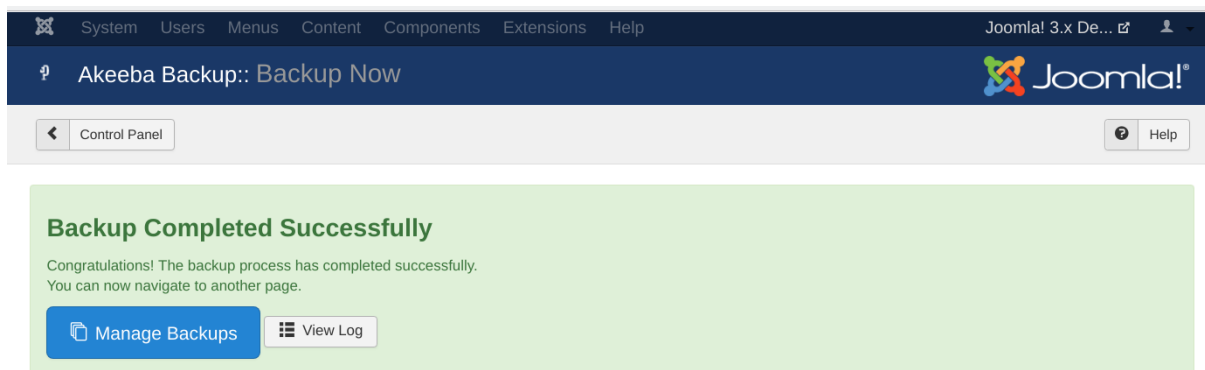 System Users Menus Content Components Extensions Help Joomla! 3.x De...
Akeeba Backup:: Backup Now Joomla!®
Control Panel Help
Backup Completed Successfully
Congratulations! The backup process has completed successfully.
You can now navigate to another page.
Manage Backups View Log